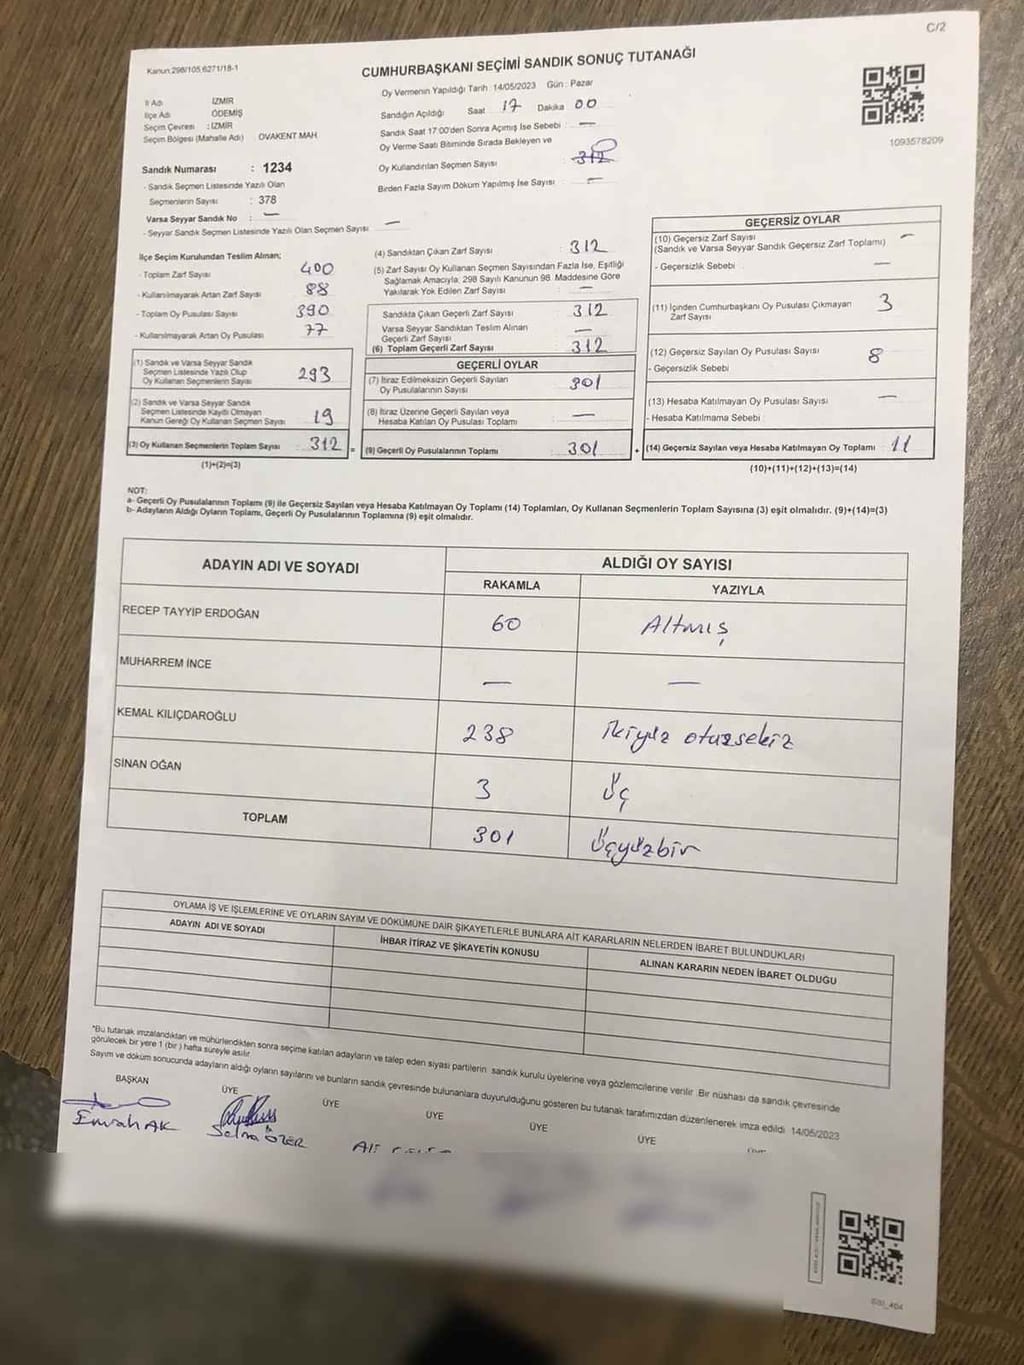 C/2
Kanun:298/105,6271/18-1
CUMHURBAŞKANI SEÇİMİ SANDIK SONUÇ TUTANAĞI
Oy Vermenin Yapıldığı Tarih : 14/05/2023 Gün : Pazar
İl Adı İZMİR
İlçe Adı ÖDEMİŞ
Seçim Çevresi : İZMİR
Seçim Bölgesi (Mahalle Adı) OVAKENT MAH.
Sandığın Açıldığı Saat 17 Dakika 00
Sandık Saat 17:00'den Sonra Açımış İse Sebebi —
Oy Verme Saati Bitiminde Sırada Bekleyen ve
Oy Kullandırılan Seçmen Sayısı 312
Birden Fazla Sayım Döküm Yapılmış İse Sayısı —
1093578209
Sandık Numarası : 1234
- Sandık Seçmen Listesinde Yazılı Olan
Seçmenlerin Sayısı : 378
Varsa Seyyar Sandık No : —
- Seyyar Sandık Seçmen Listesinde Yazılı Olan Seçmen Sayısı —
İlçe Seçim Kurulundan Teslim Alınan;
- Toplam Zarf Sayısı 400
- Kullanılmayarak Artan Zarf Sayısı 88
- Toplam Oy Pusulası Sayısı 390
- Kullanılmayarak Artan Oy Pusulası 77
(1) Sandık ve Varsa Seyyar Sandık
Seçmen Listesinde Yazılı Olup
Oy Kullanan Seçmenlerin Sayısı 293
(2) Sandık ve Varsa Seyyar Sandık
Seçmen Listesinde Kayıtlı Olmayan
Kanun Gereği Oy Kullanan Seçmen Sayısı 19
(3) Oy Kullanan Seçmenlerin Toplam Sayısı 312 =
(1)+(2)=(3)
(4) Sandıktan Çıkan Zarf Sayısı 312
(5) Zarf Sayısı Oy Kullanan Seçmen Sayısından Fazla İse, Eşitliği
Sağlamak Amacıyla; 298 Sayılı Kanunun 98. Maddesine Göre
Yakılarak Yok Edilen Zarf Sayısı : —
Sandıkta Çıkan Geçerli Zarf Sayısı 312
Varsa Seyyar Sandıktan Teslim Alınan
Geçerli Zarf Sayısı —
(6) Toplam Geçerli Zarf Sayısı 312
GEÇERLİ OYLAR
(7) İtiraz Edilmeksizin Geçerli Sayılan
Oy Pusulalarının Sayısı 301
(8) İtiraz Üzerine Geçerli Sayılan veya
Hesaba Katılan Oy Pusulası Toplamı —
(9) Geçerli Oy Pusulalarının Toplamı 301 +
GEÇERSİZ OYLAR
(10) Geçersiz Zarf Sayısı —
(Sandık ve Varsa Seyyar Sandık Geçersiz Zarf Toplamı)
- Geçersizlik Sebebi —
(11) İçinden Cumhurbaşkanı Oy Pusulası Çıkmayan
Zarf Sayısı 3
(12) Geçersiz Sayılan Oy Pusulası Sayısı 8
- Geçersizlik Sebebi
(13) Hesaba Katılmayan Oy Pusulası Sayısı —
- Hesaba Katılmama Sebebi :
(14) Geçersiz Sayılan veya Hesaba Katılmayan Oy Toplamı 11
(10)+(11)+(12)+(13)=(14)
NOT:
a- Geçerli Oy Pusulalarının Toplamı (9) ile Geçersiz Sayılan veya Hesaba Katılmayan Oy Toplamı (14) Toplamları, Oy Kullanan Seçmenlerin Toplam Sayısına (3) eşit olmalıdır. (9)+(14)=(3)
b- Adayların Aldığı Oyların Toplamı, Geçerli Oy Pusulalarının Toplamına (9) eşit olmalıdır.
ADAYIN ADI VE SOYADI ALDIĞI OY SAYISI
RAKAMLA YAZIYLA
RECEP TAYYİP ERDOĞAN 60 Altmış
MUHARREM İNCE — —
KEMAL KILIÇDAROĞLU 238 ikiyüz otuzsekiz
SİNAN OĞAN 3 Üç
TOPLAM 301 Üçyüzbir
OYLAMA İŞ VE İŞLEMLERİNE VE OYLARIN SAYIM VE DÖKÜMÜNE DAİR ŞİKAYETLERLE BUNLARA AİT KARARLARIN NELERDEN İBARET BULUNDUKLARI
ADAYIN ADI VE SOYADI İHBAR İTİRAZ VE ŞİKAYETİN KONUSU ALINAN KARARIN NEDEN İBARET OLDUĞU
*Bu tutanak imzalandıktan ve mühürlendikten sonra seçime katılan adayların ve talep eden siyasi partilerin sandık kurulu üyelerine veya gözlemcilerine verilir. Bir nüshası da sandık çevresinde
görülecek bir yere 1 (bir) hafta süreyle asılır.
Sayım ve döküm sonucunda adayların aldığı oyların sayılarını ve bunların sandık çevresinde bulunanlara duyurulduğunu gösteren bu tutanak taraﬁmızdan düzenlenerek imza edildi 14/05/2023
BAŞKAN ÜYE ÜYE ÜYE ÜYE ÜYE
Emrah AK Selma ÖZER Ali